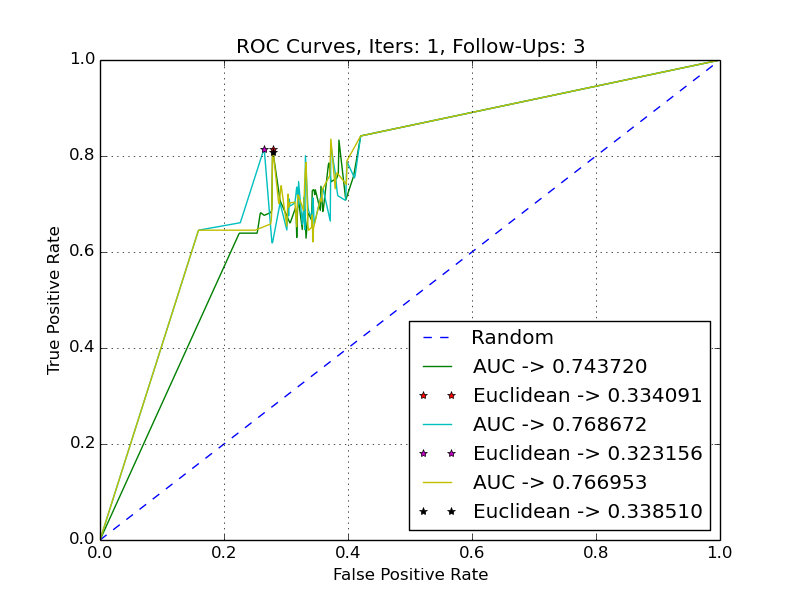 ROC Curves, Iters: 1, Follow-Ups: 3
1.0
0.8
0.6
0.4
0.2
0.0
True Positive Rate
Random
AUC -> 0.743720
Euclidean -> 0.334091
AUC -> 0.768672
Euclidean -> 0.323156
AUC -> 0.766953
Euclidean -> 0.338510
0.0 0.2 0.4 0.6 0.8 1.0
False Positive Rate